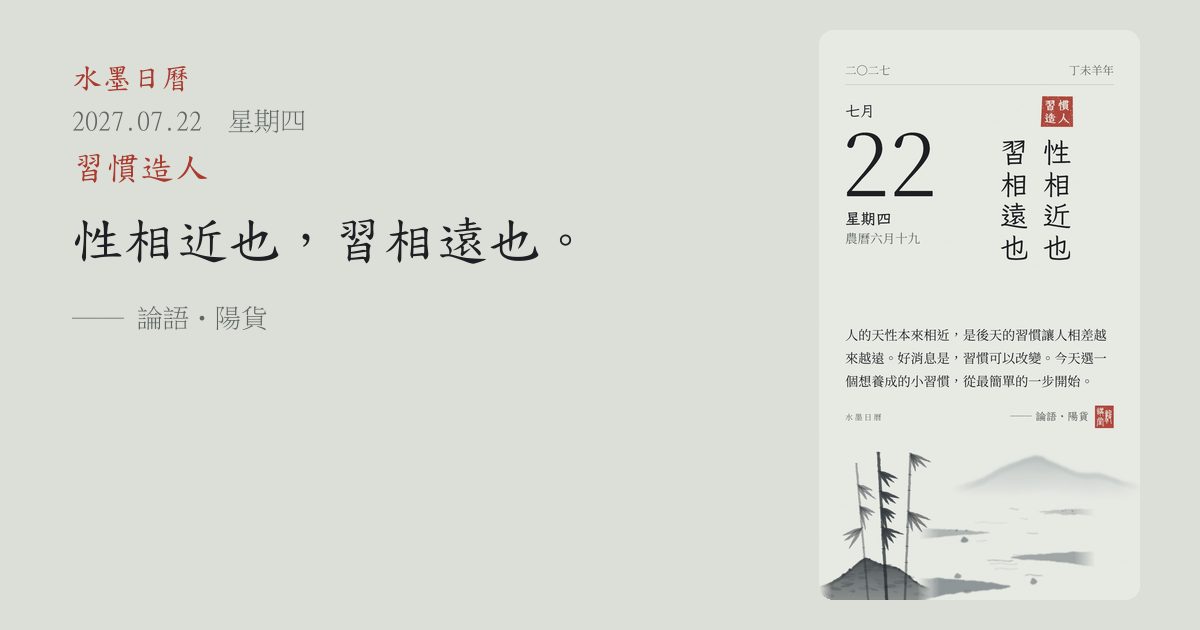 水墨日曆
2027.07.22 星期四
習慣造人
性相近也，習相遠也。
—— 論語・陽貨
二〇二七
丁未羊年
七月
22
星期四
農曆六月十九
習慣
造人
性相近也
習相遠也
人的天性本來相近，是後天的習慣讓人相差越
來越遠。好消息是，習慣可以改變。今天選一
個想養成的小習慣，從最簡單的一步開始。
水墨日曆
—— 論語・陽貨